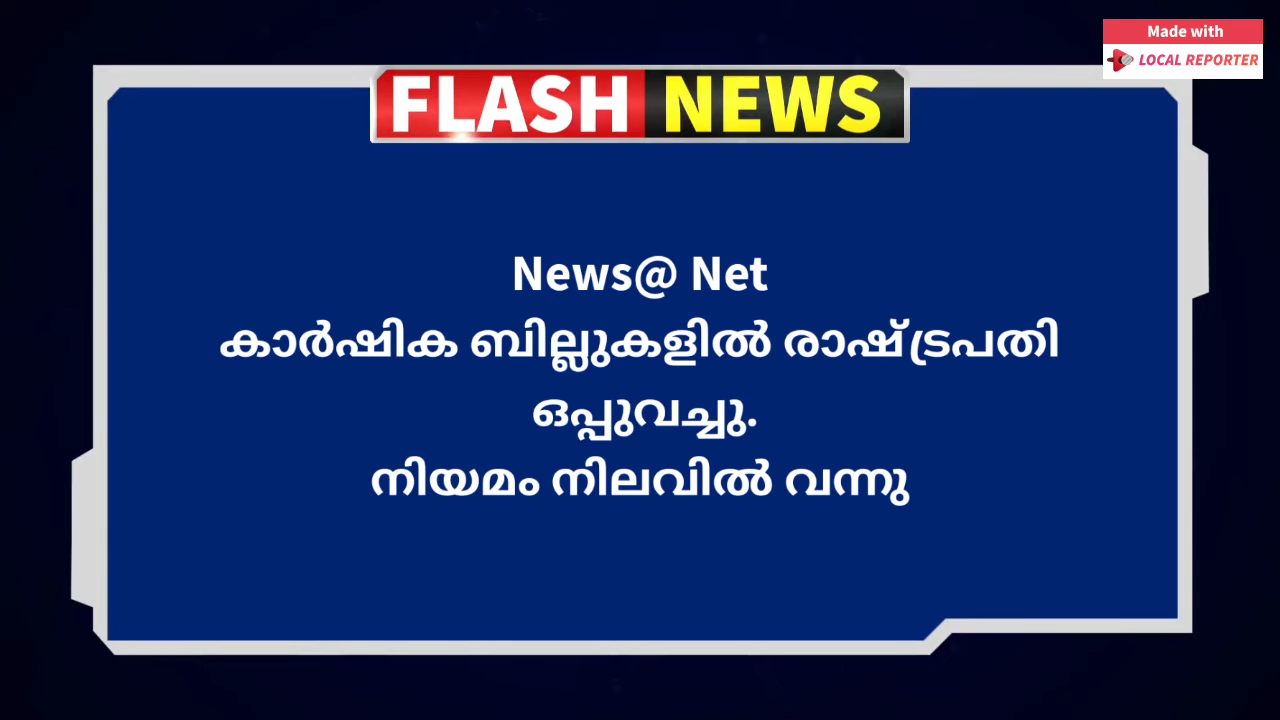 Made with
LOCAL REPORTER
FLASH NEWS
News@ Net
കാർഷിക ബില്ലുകളിൽ രാഷ്ട്രപതി
ഒപ്പുവച്ചു.
നിയമം നിലവിൽ വന്നു